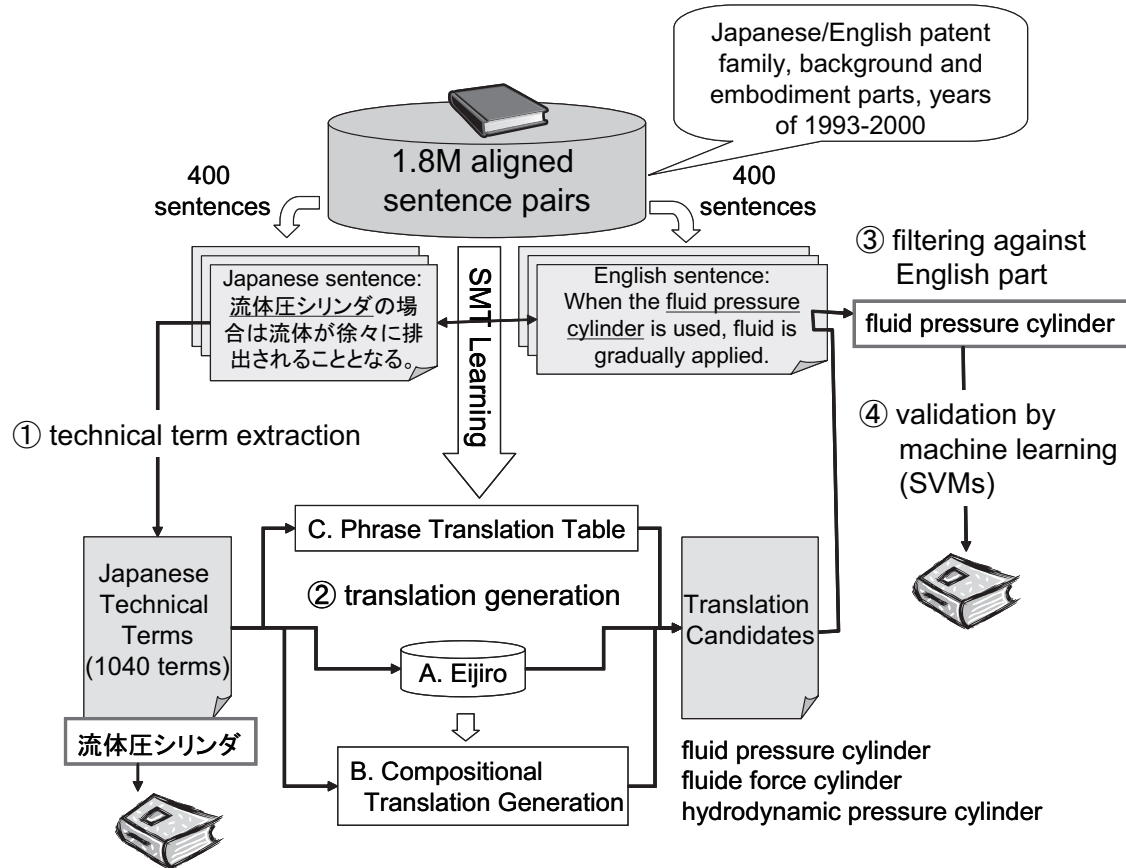 Japanese/English patent
family, background and
embodiment parts, years
of 1993-2000
1.8M aligned
sentence pairs
400
sentences
400
sentences
Japanese sentence:
流体圧シリンダの場
合は流体が徐々に排
出されることとなる。
SMT Learning
English sentence:
When the fluid pressure
cylinder is used, fluid is
gradually applied.
③ filtering against
English part
fluid pressure cylinder
① technical term extraction
④ validation by
machine learning
(SVMs)
C. Phrase Translation Table
Japanese
Technical
Terms
(1040 terms)
② translation generation
A. Eijiro
Translation
Candidates
流体圧シリンダ
B. Compositional
Translation Generation
fluid pressure cylinder
fluide force cylinder
hydrodynamic pressure cylinder